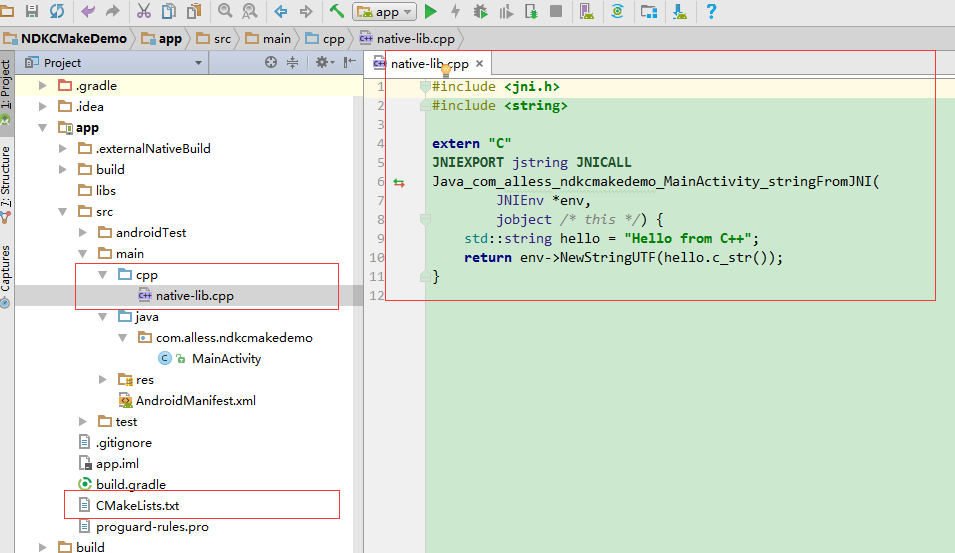 app
NDKCMakeDemo app src main cpp native-lib.cpp
1: Project
7: Structure
Captures
Project
.gradle
.idea
app
.externalNativeBuild
build
libs
src
androidTest
main
cpp
native-lib.cpp
java
com.alless.ndkcmakedemo
MainActivity
res
AndroidManifest.xml
test
.gitignore
app.iml
build.gradle
CMakeLists.txt
proguard-rules.pro
build
native-lib.cpp
1 #include <jni.h>
2 #include <string>
3
4 extern "C"
5 JNIEXPORT jstring JNICALL
6 Java_com_alless_ndkcmakedemo_MainActivity_stringFromJNI(
7 JNIEnv *env,
8 jobject /* this */) {
9 std::string hello = "Hello from C++";
10 return env->NewStringUTF(hello.c_str());
11 }
12